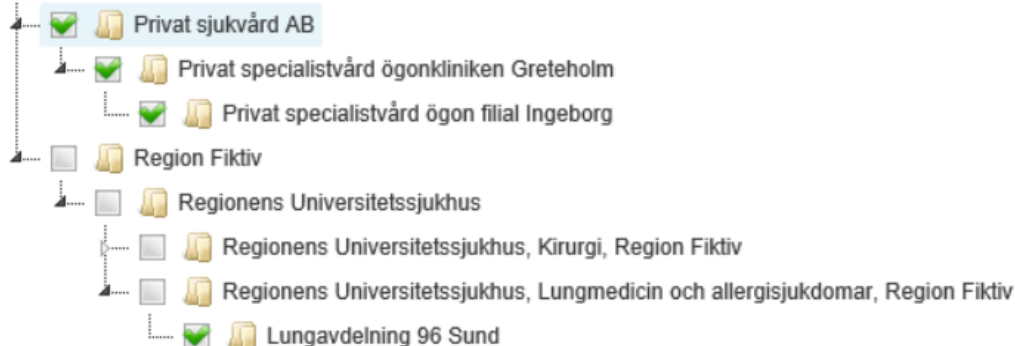 Privat sjukvård AB
Privat specialistvård ögonkliniken Greteholm
Privat specialistvård ögon filial Ingeborg
Region Fiktiv
Regionens Universitetssjukhus
Regionens Universitetssjukhus, Kirurgi, Region Fiktiv
Regionens Universitetssjukhus, Lungmedicin och allergisjukdomar, Region Fiktiv
Lungavdelning 96 Sund